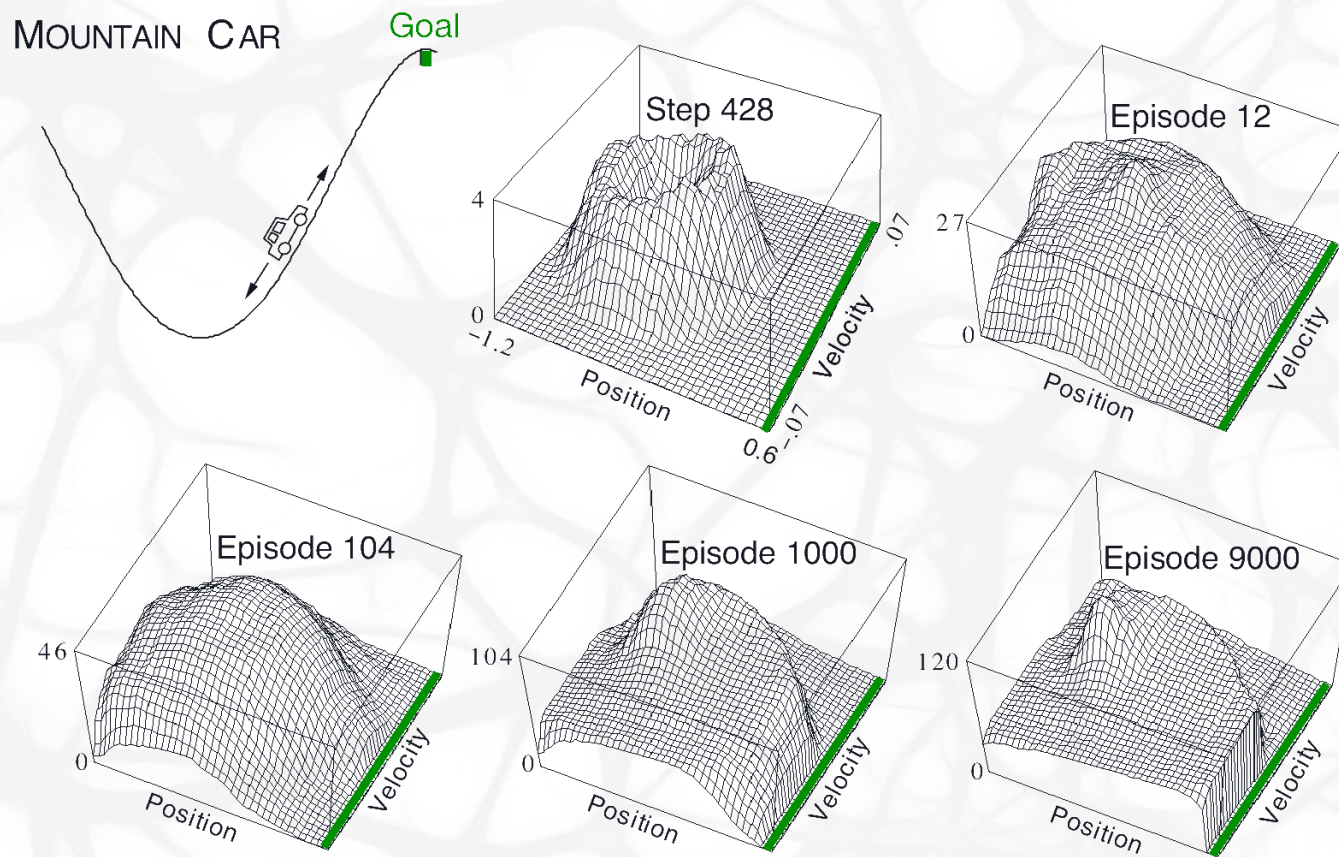 MOUNTAIN CAR
Goal
Step 428
4
0
−1.2
Position
0.6
−.07
Velocity
.07
Episode 12
27
0
Position
Velocity
Episode 104
46
0
Position
Velocity
Episode 1000
104
0
Position
Velocity
Episode 9000
120
0
Position
Velocity